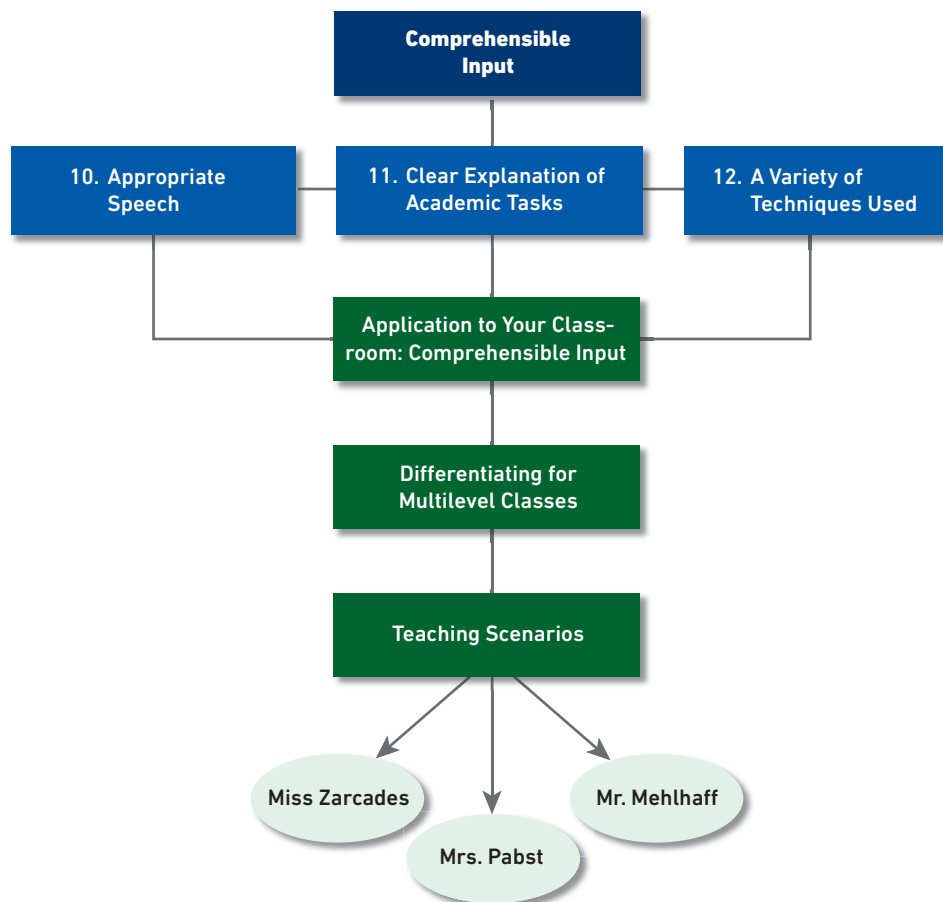 Comprehensible
Input
10. Appropriate
Speech
11. Clear Explanation of
Academic Tasks
12. A Variety of
Techniques Used
Application to Your Class-
room: Comprehensible Input
Differentiating for
Multilevel Classes
Teaching Scenarios
Miss Zarcades
Mr. Mehlhaff
Mrs. Pabst